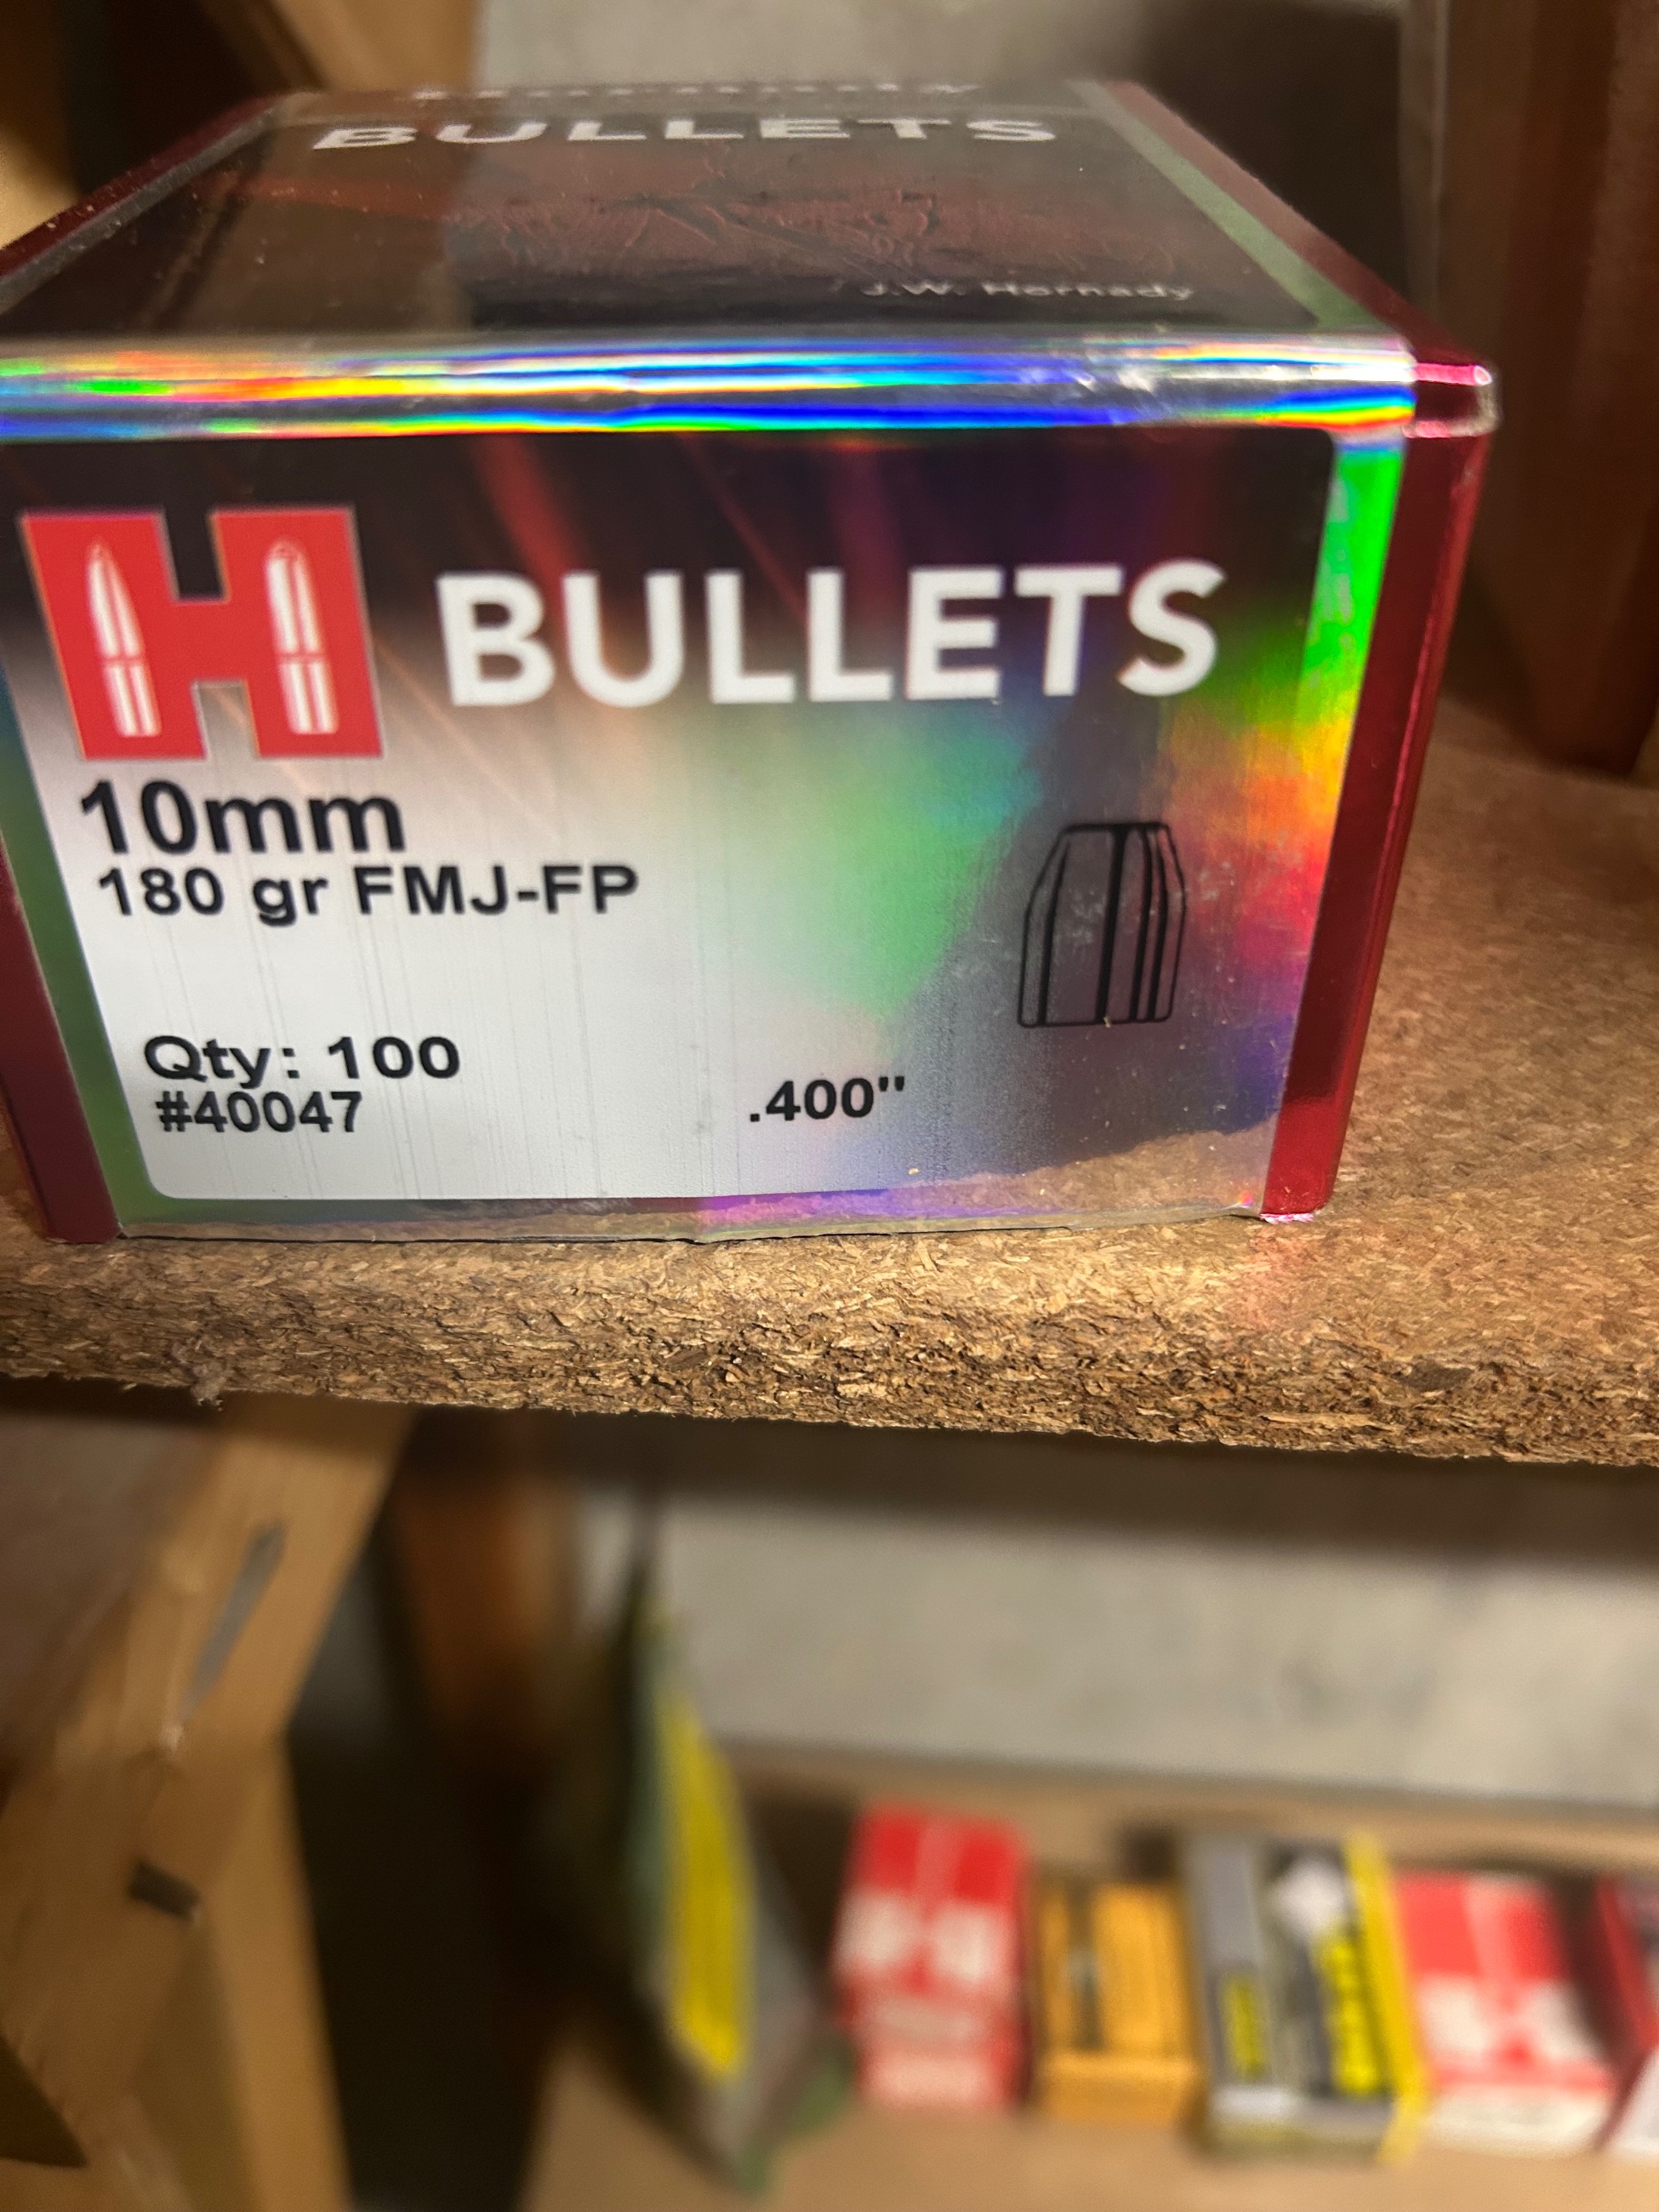 BULLETS
J.W. Hornady
H BULLETS
10mm
180 gr FMJ-FP
Qty: 100
#40047
.400"